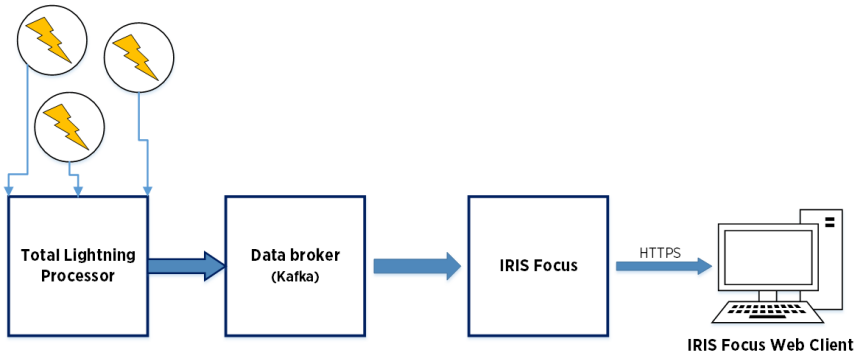 Total Lightning
Processor
Data broker
(Kafka)
IRIS Focus
HTTPS
IRIS Focus Web Client